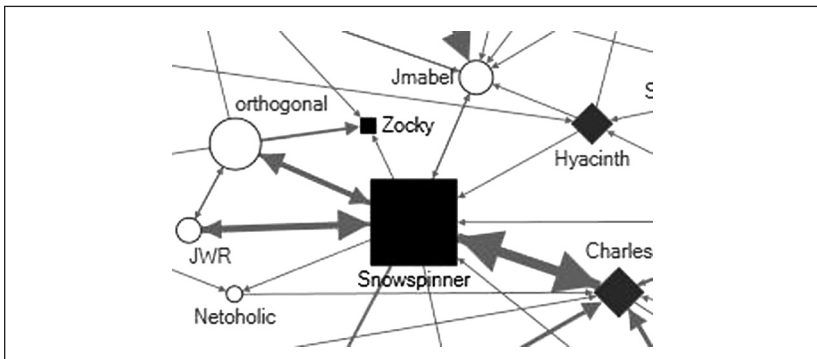 Jmabel
S
orthogonal
Zocky
Hyacinth
JWR
Charles
Snowspinner
Netoholic